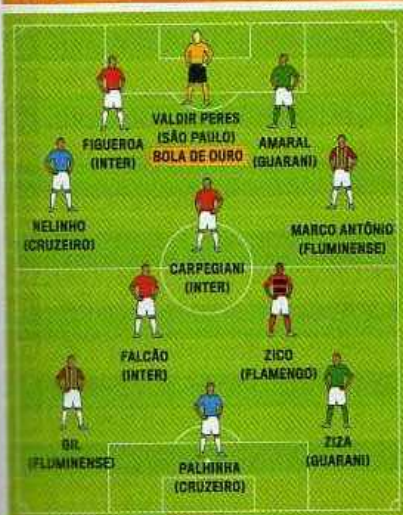 VALDIR PERES
(SÃO PAULO)
BOLA DE OURO
FIGUEROA
(INTER)
AMARAL
(GUARANI)
NELINHO
(CRUZEIRO)
MARCO ANTÔNIO
(FLUMINENSE)
CARPEGIANI
(INTER)
FALCÃO
(INTER)
ZICO
(FLAMENGO)
GIL
(FLUMINENSE)
PALHINHA
(CRUZEIRO)
ZIZA
(GUARANI)